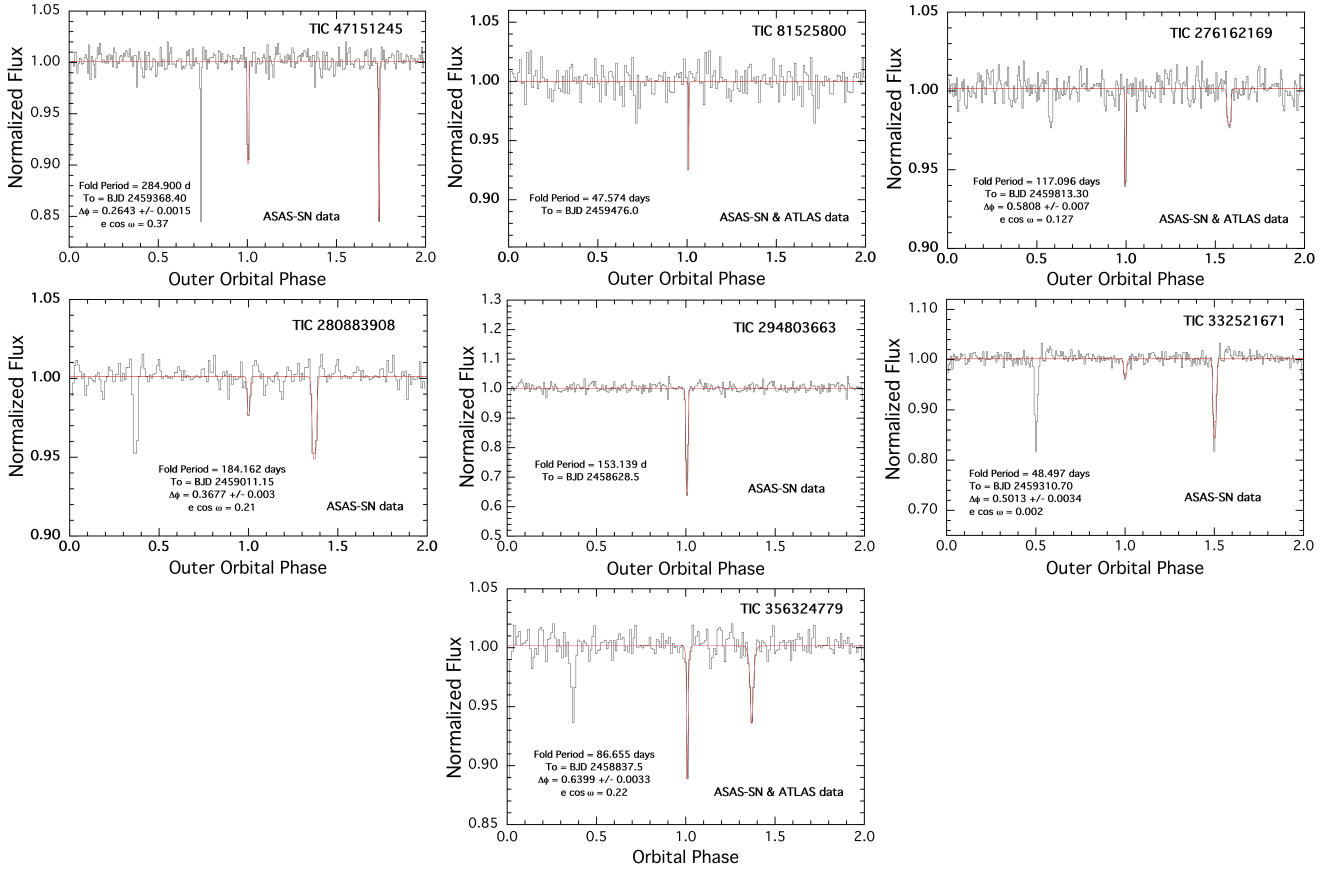 TIC 47151245
1.05
1.00
0.95
0.90
0.85
Normalized Flux
Fold Period = 284.900 d
To = BJD 2459368.40
Δφ = 0.2643 +/- 0.0015
e cos ω = 0.37
ASAS-SN data
0.0 0.5 1.0 1.5 2.0
Outer Orbital Phase
TIC 81525800
1.05
1.00
0.95
0.90
Normalized Flux
Fold Period = 47.574 days
To = BJD 2459476.0
ASAS-SN & ATLAS data
0.0 0.5 1.0 1.5 2.0
Outer Orbital Phase
TIC 276162169
1.05
1.00
0.95
0.90
Normalized Flux
Fold Period = 117.096 days
To = BJD 2459813.30
Δφ = 0.5808 +/- 0.007
e cos ω = 0.127
ASAS-SN & ATLAS data
0.0 0.5 1.0 1.5 2.0
Outer Orbital Phase
TIC 280883908
1.05
1.00
0.95
0.90
Normalized Flux
Fold Period = 184.162 days
To = BJD 2459011.15
Δφ = 0.3677 +/- 0.003
e cos ω = 0.21
ASAS-SN data
0.0 0.5 1.0 1.5 2.0
Outer Orbital Phase
TIC 294803663
1.3
1.2
1.1
1.0
0.9
0.8
0.7
0.6
0.5
Normalized Flux
Fold Period = 153.139 d
To = BJD 2458628.5
ASAS-SN data
0.0 0.5 1.0 1.5 2.0
Outer Orbital Phase
TIC 332521671
1.10
1.00
0.90
0.80
0.70
Normalized Flux
Fold Period = 48.497 days
To = BJD 2459310.70
Δφ = 0.5013 +/- 0.0034
e cos ω = 0.002
ASAS-SN data
0.0 0.5 1.0 1.5 2.0
Outer Orbital Phase
TIC 356324779
1.05
1.00
0.95
0.90
0.85
Normalized Flux
Fold Period = 86.655 days
To = BJD 2458837.5
Δφ = 0.6399 +/- 0.0033
e cos ω = 0.22
ASAS-SN & ATLAS data
0.0 0.5 1.0 1.5 2.0
Orbital Phase